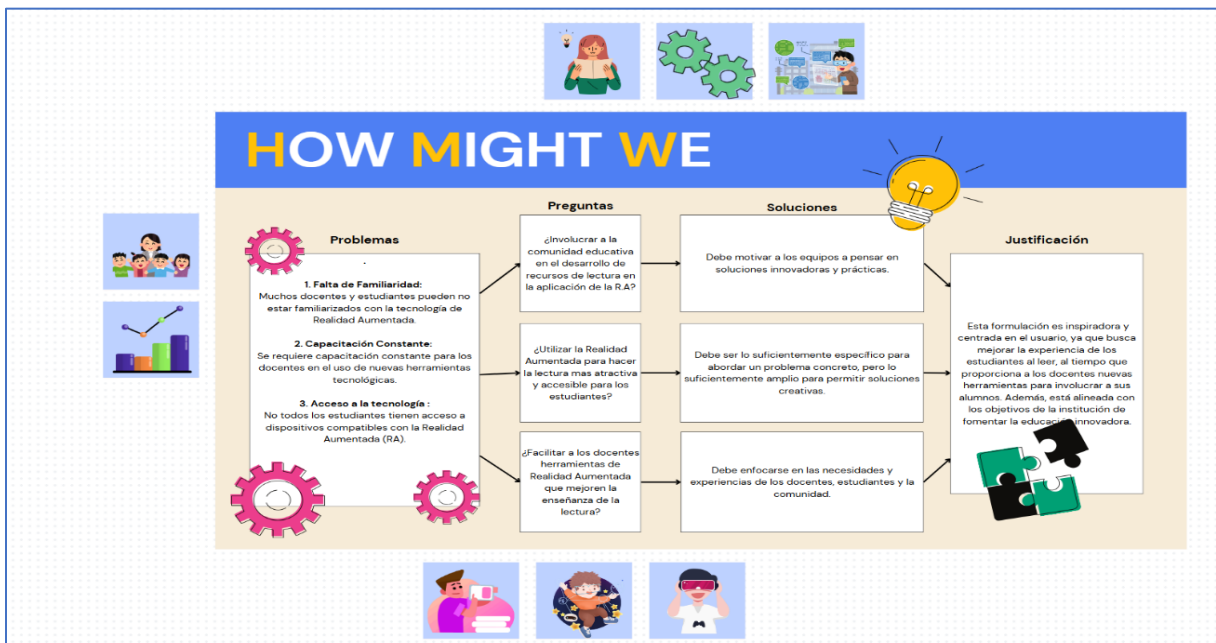 HOW MIGHT WE
Problemas
.
1. Falta de Familiaridad:
Muchos docentes y estudiantes pueden no
estar familiarizados con la tecnología de
Realidad Aumentada.
2. Capacitación Constante:
Se requiere capacitación constante para los
docentes en el uso de nuevas herramientas
tecnológicas.
3. Acceso a la tecnología :
No todos los estudiantes tienen acceso a
dispositivos compatibles con la Realidad
Aumentada (RA).
Preguntas
¿Involucrar a la
comunidad educativa
en el desarrollo de
recursos de lectura en
la aplicación de la R.A?
¿Utilizar la Realidad
Aumentada para hacer
la lectura mas atractiva
y accesible para los
estudiantes?
¿Facilitar a los docentes
herramientas de
Realidad Aumentada
que mejoren la
enseñanza de la
lectura?
Soluciones
Debe motivar a los equipos a pensar en
soluciones innovadoras y prácticas.
Debe ser lo suficientemente específico para
abordar un problema concreto, pero lo
suficientemente amplio para permitir soluciones
creativas.
Debe enfocarse en las necesidades y
experiencias de los docentes, estudiantes y la
comunidad.
Justificación
Esta formulación es inspiradora y
centrada en el usuario, ya que busca
mejorar la experiencia de los
estudiantes al leer, al tiempo que
proporciona a los docentes nuevas
herramientas para involucrar a sus
alumnos. Además, está alineada con
los objetivos de la institución de
fomentar la educación innovadora.